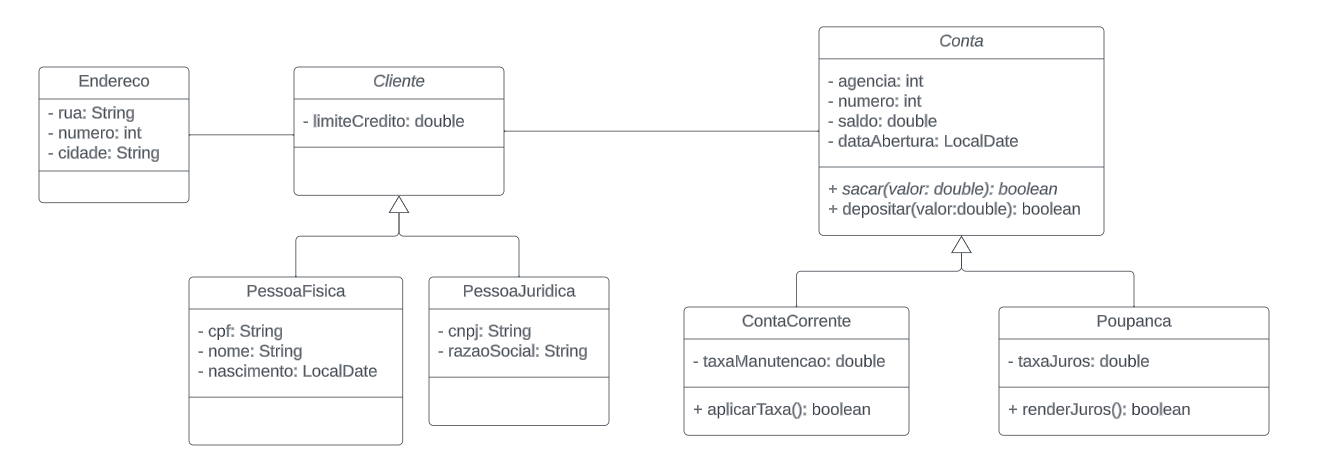 Endereco
- rua: String
- numero: int
- cidade: String
Cliente
- limiteCredito: double
Conta
- agencia: int
- numero: int
- saldo: double
- dataAbertura: LocalDate
+ sacar(valor: double): boolean
+ depositar(valor:double): boolean
PessoaFisica
- cpf: String
- nome: String
- nascimento: LocalDate
PessoaJuridica
- cnpj: String
- razaoSocial: String
ContaCorrente
- taxaManutencao: double
+ aplicarTaxa(): boolean
Poupanca
- taxaJuros: double
+ renderJuros(): boolean